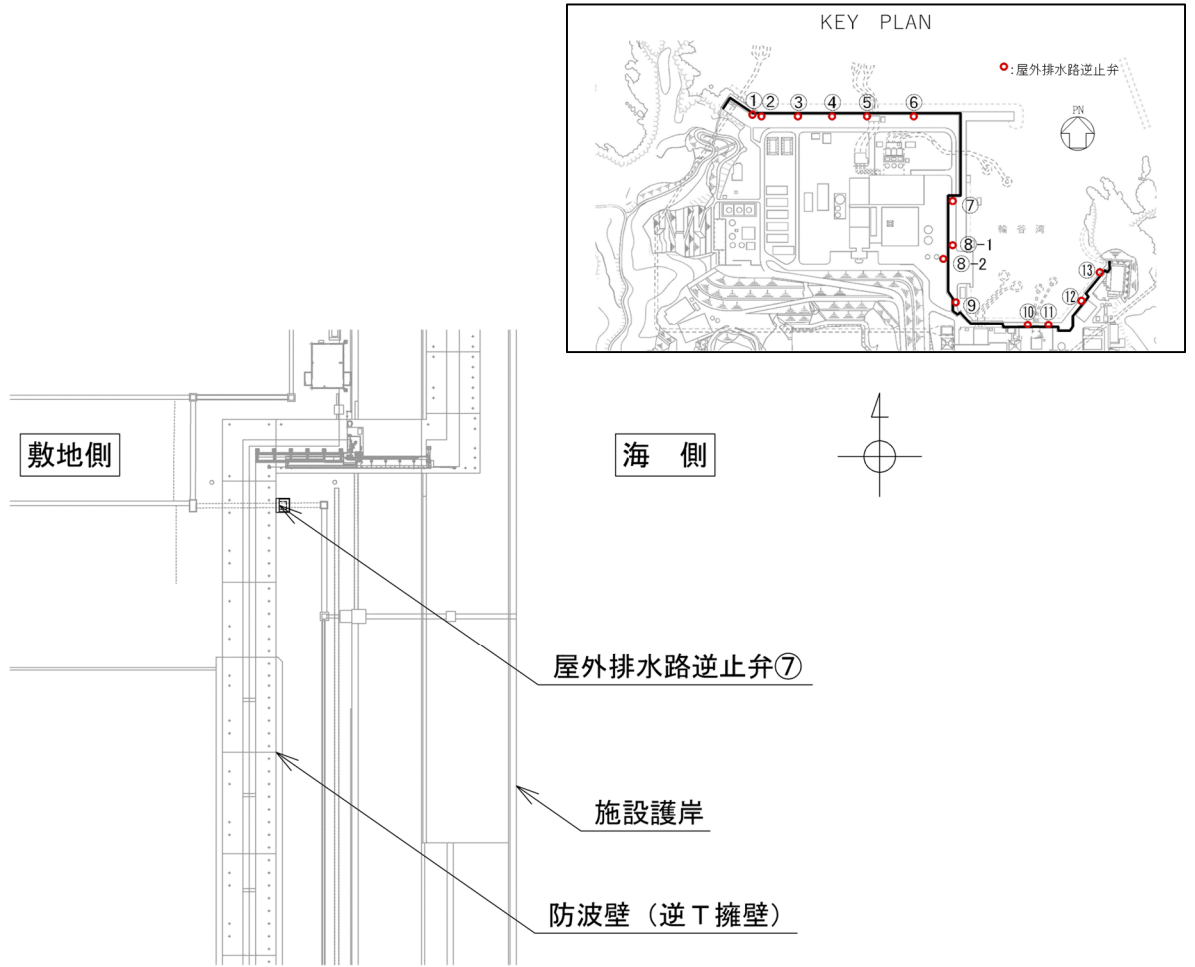 KEY PLAN
:屋外排水路逆止弁
PN
①
②
③
④
⑤
⑥
⑦
輪谷湾
⑧-1
⑧-2
⑨
⑩
⑪
⑫
⑬
敷地側
海 側
屋外排水路逆止弁⑦
施設護岸
防波壁（逆Ｔ擁壁）